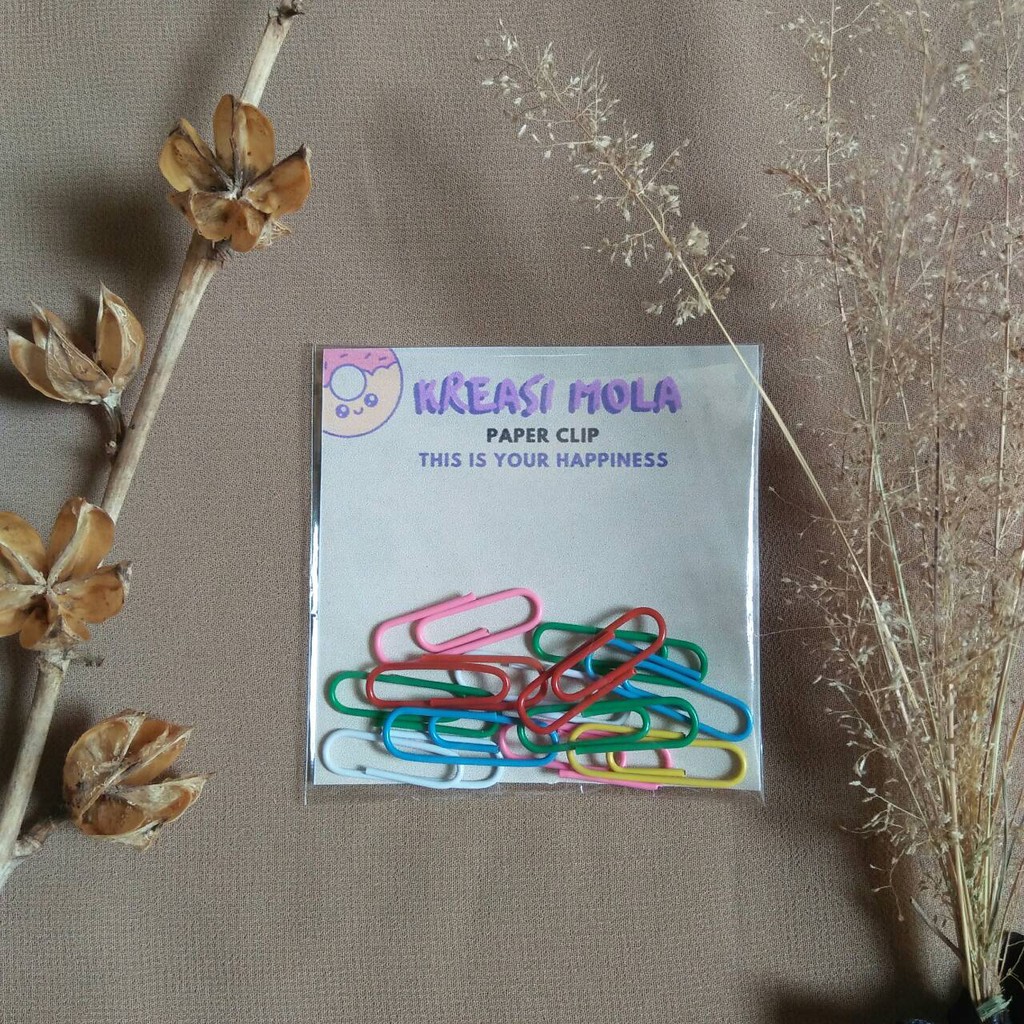 KREASI MOLA
PAPER CLIP
THIS IS YOUR HAPPINESS